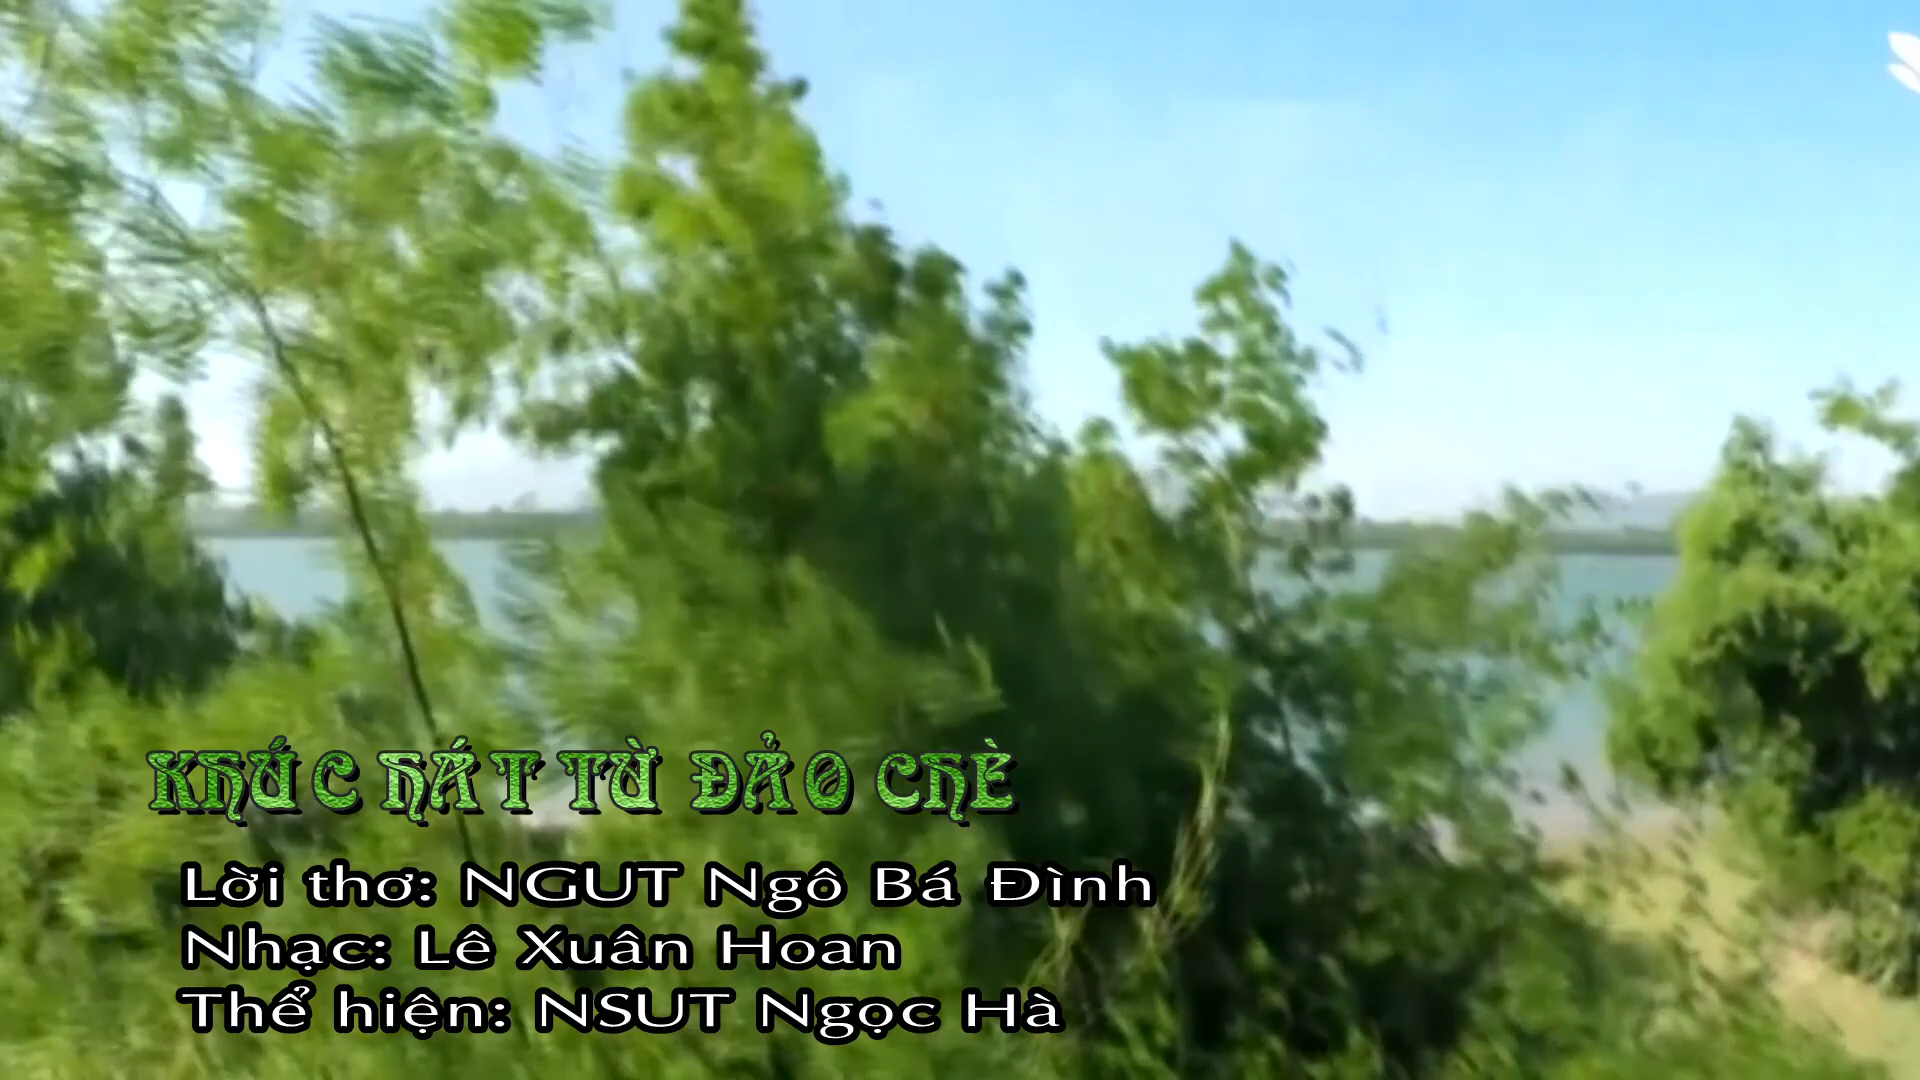 KHÚC HÁT TỪ ĐẢO CHÈ
Lời thơ: NGUT Ngô Bá Đình
Nhạc: Lê Xuân Hoan
Thể hiện: NSUT Ngọc Hà